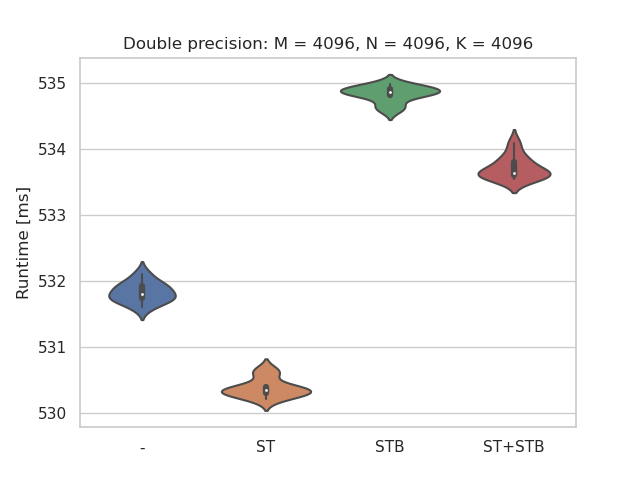 Double precision: M = 4096, N = 4096, K = 4096
Runtime [ms]
535
534
533
532
531
530
- ST STB ST+STB